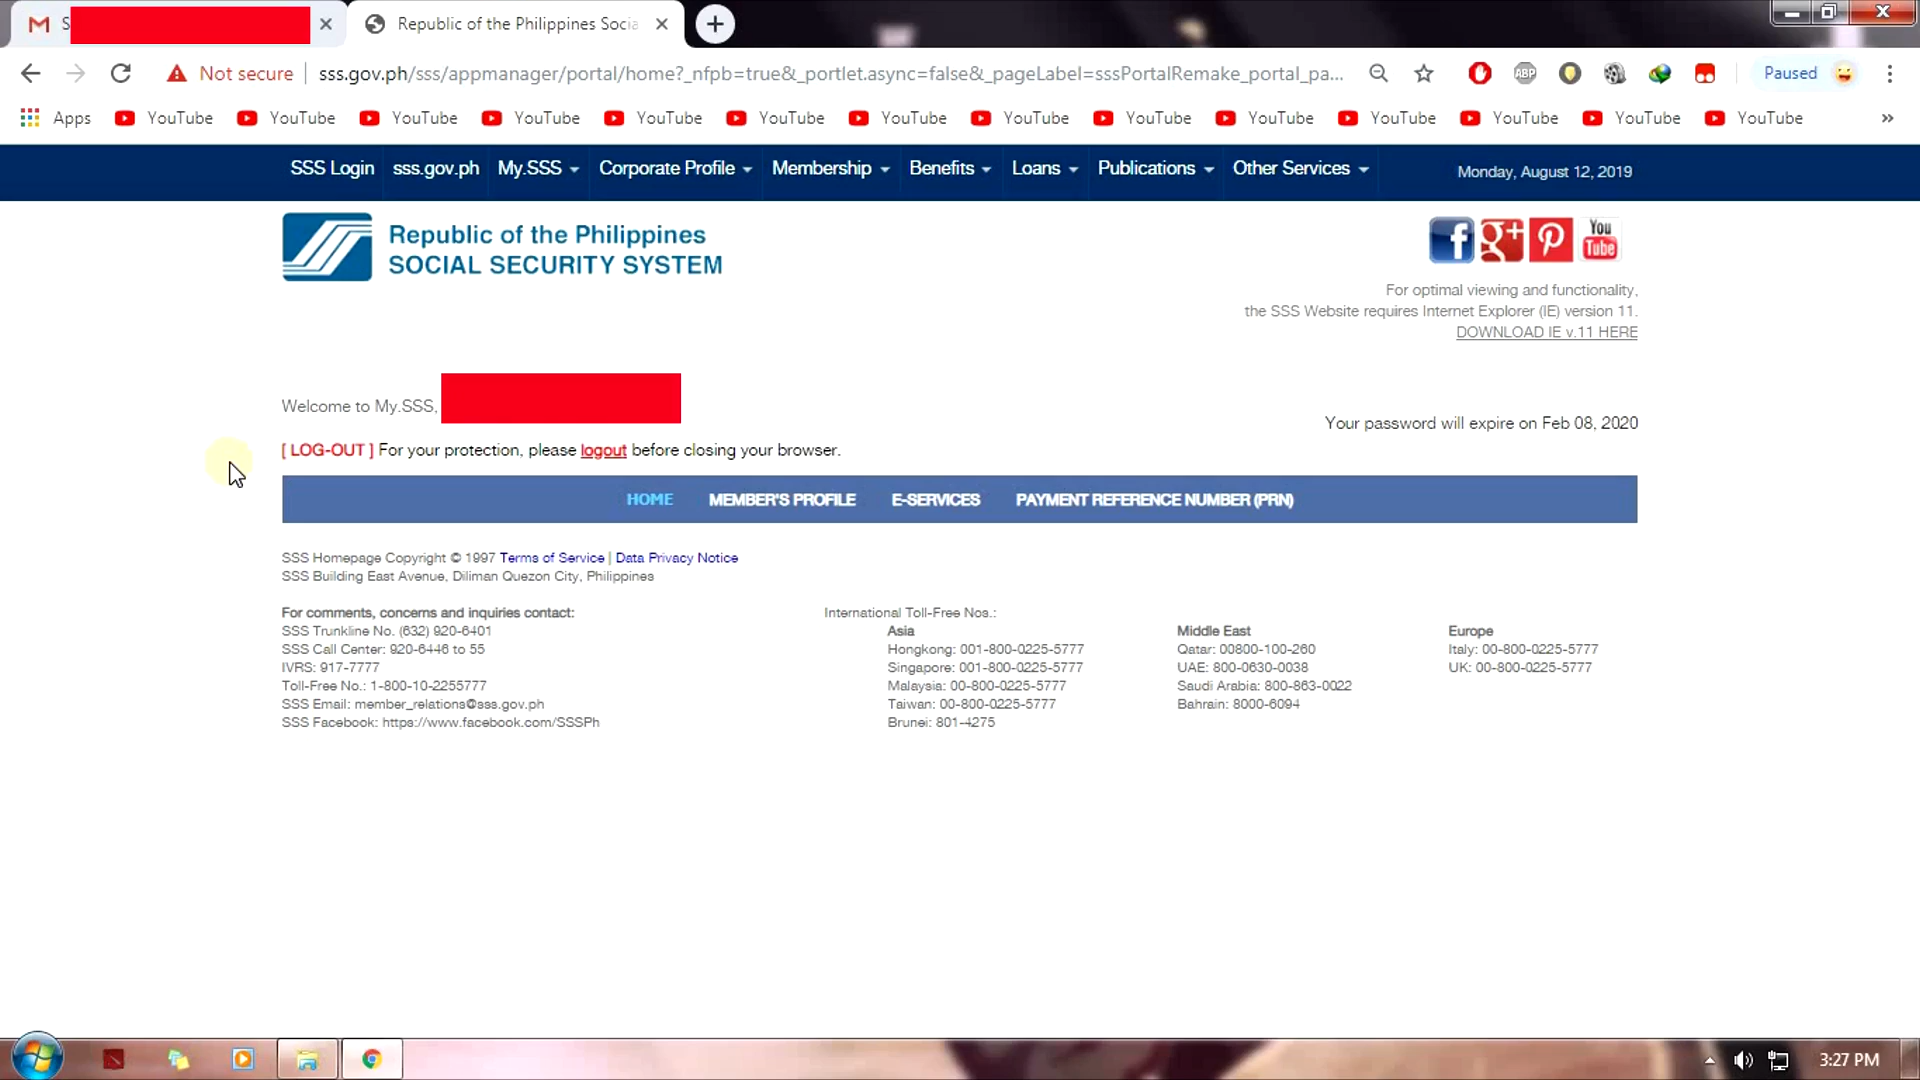 S
Republic of the Philippines Socia
Not secure
sss.gov.ph/sss/appmanager/portal/home?_nfpb=true&_portlet.async=false&_pageLabel=sssPortalRemake_portal_pa...
ABP
Paused
Apps YouTube YouTube YouTube YouTube YouTube YouTube YouTube YouTube YouTube YouTube YouTube YouTube YouTube YouTube »
SSS Login sss.gov.ph My.SSS Corporate Profile Membership Benefits Loans Publications Other Services Monday, August 12, 2019
Republic of the Philippines
SOCIAL SECURITY SYSTEM
f g+ P You Tube
For optimal viewing and functionality,
the SSS Website requires Internet Explorer (IE) version 11.
DOWNLOAD IE v.11 HERE
Welcome to My.SSS,
Your password will expire on Feb 08, 2020
[ LOG-OUT ] For your protection, please logout before closing your browser.
HOME MEMBER'S PROFILE E-SERVICES PAYMENT REFERENCE NUMBER (PRN)
SSS Homepage Copyright © 1997 Terms of Service | Data Privacy Notice
SSS Building East Avenue, Diliman Quezon City, Philippines
For comments, concerns and inquiries contact:
SSS Trunkline No. (632) 920-6401
SSS Call Center: 920-6446 to 55
IVRS: 917-7777
Toll-Free No.: 1-800-10-2255777
SSS Email: member_relations@sss.gov.ph
SSS Facebook: https://www.facebook.com/SSSPh
International Toll-Free Nos.:
Asia
Hongkong: 001-800-0225-5777
Singapore: 001-800-0225-5777
Malaysia: 00-800-0225-5777
Taiwan: 00-800-0225-5777
Brunei: 801-4275
Middle East
Qatar: 00800-100-260
UAE: 800-0630-0038
Saudi Arabia: 800-863-0022
Bahrain: 8000-6094
Europe
Italy: 00-800-0225-5777
UK: 00-800-0225-5777
3:27 PM